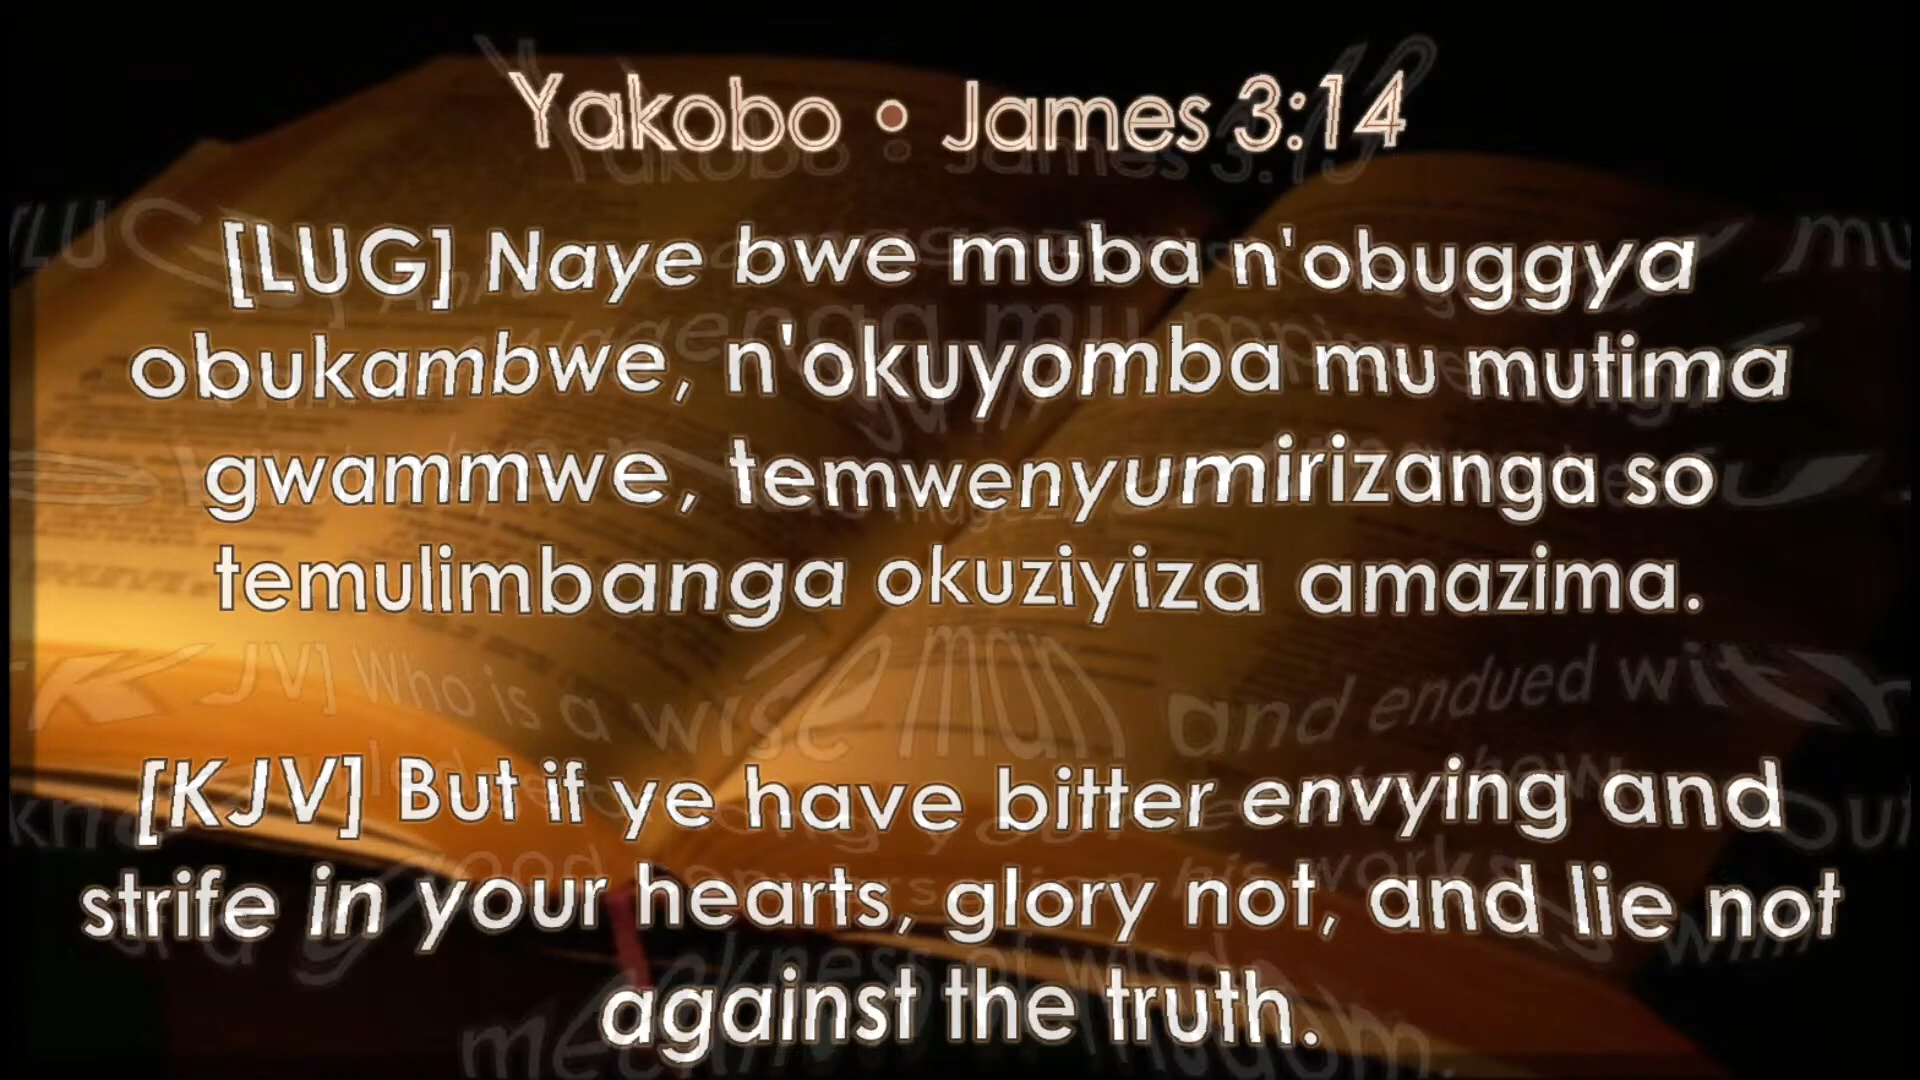 Yakobo • James 3:14
[LUG] Naye bwe muba n'obuggya
obukambwe, n'okuyomba mu mutima
gwammwe, temwenyumirizanga so
temulimbanga okuziyiza amazima.
[KJV] But if ye have bitter envying and
strife in your hearts, glory not, and lie not
against the truth.